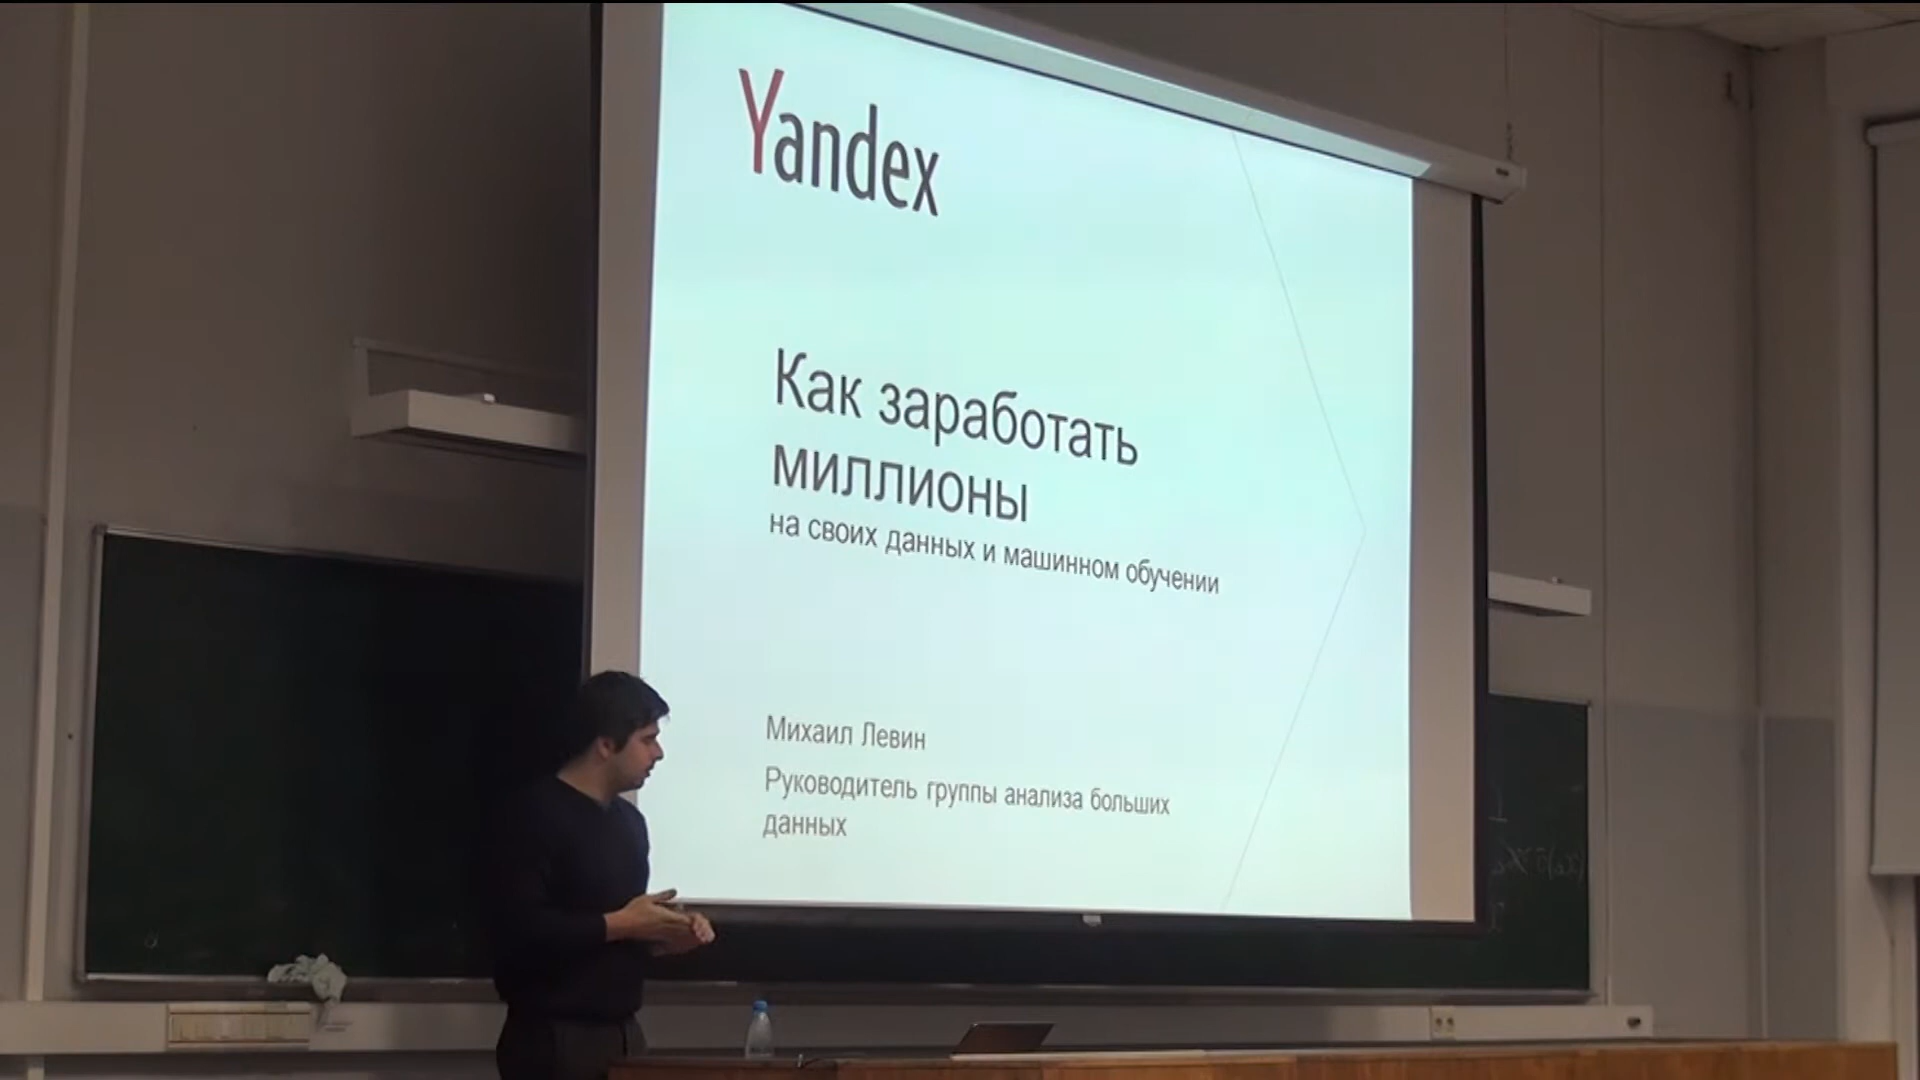 Yandex
Как заработать
миллионы
на своих данных и машинном обучении
Михаил Левин
Руководитель группы анализа больших
данных